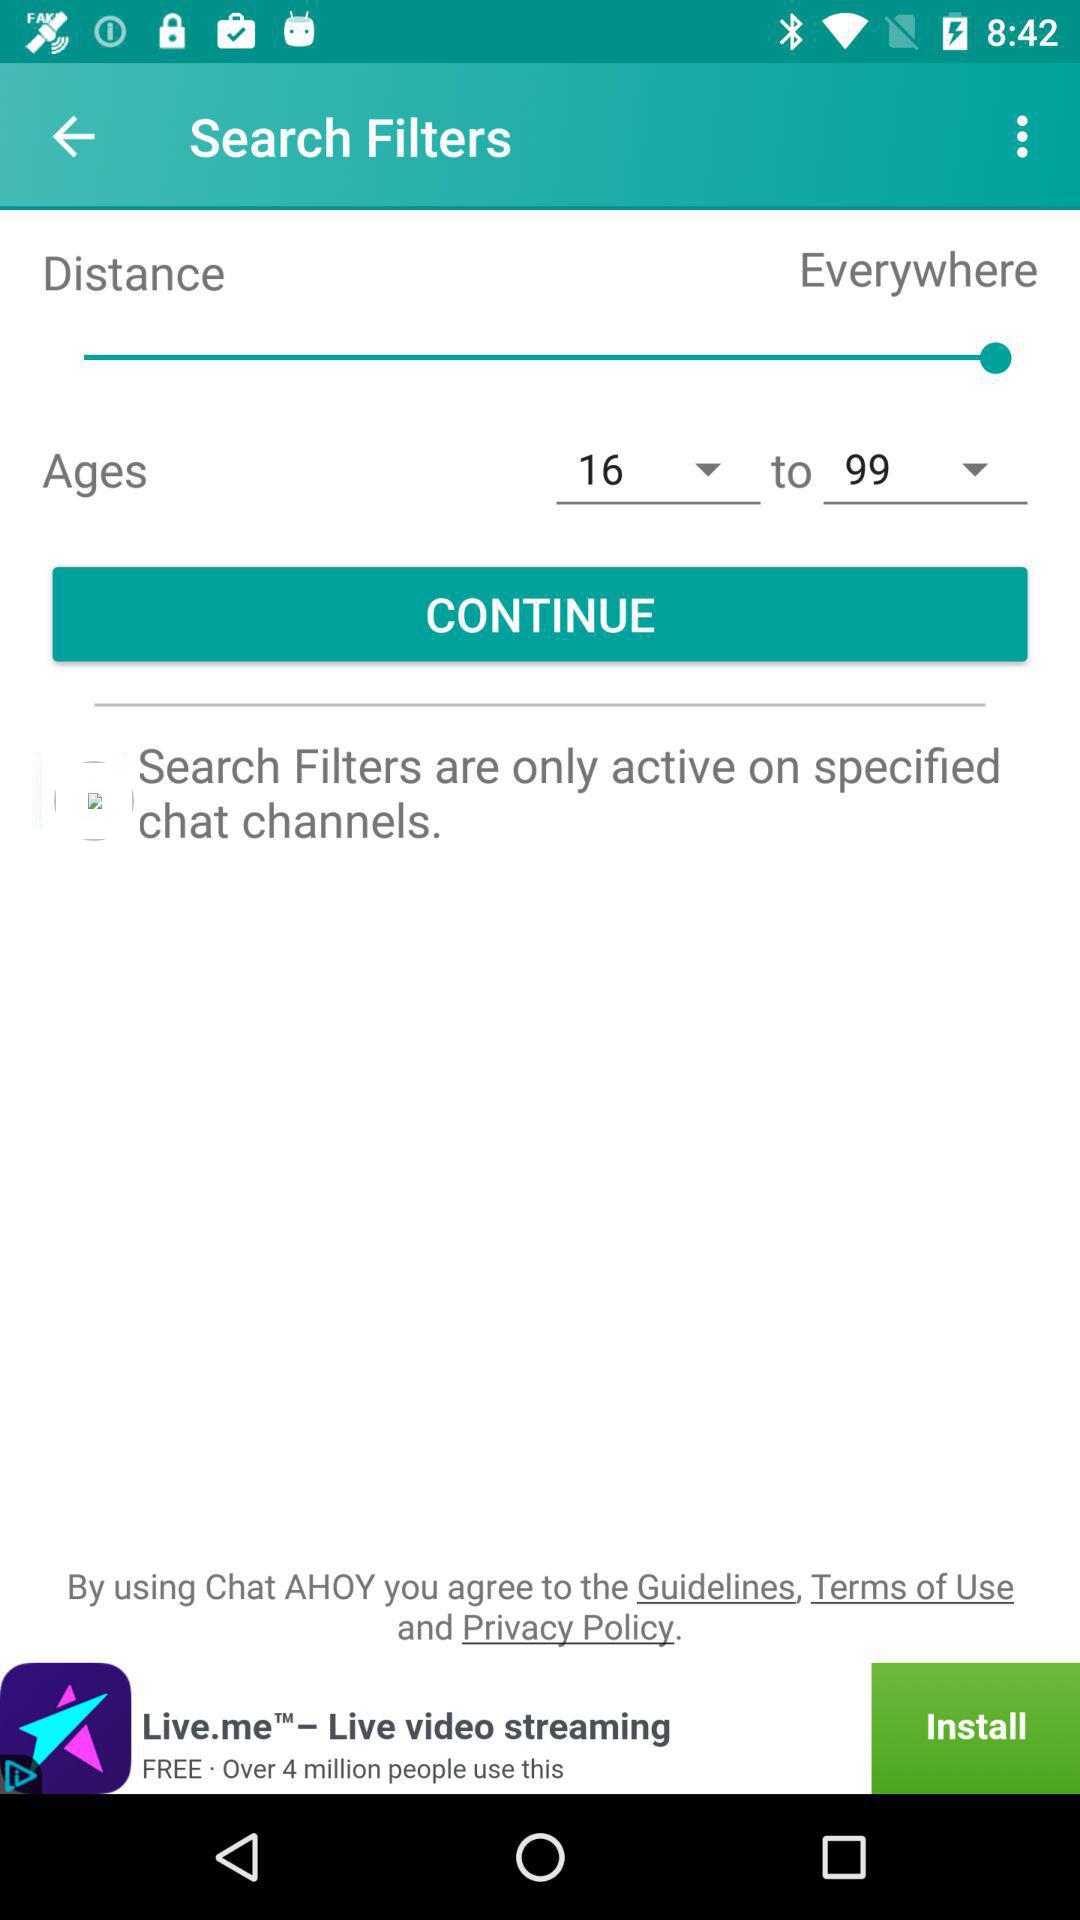 FAKE
8:42
Search Filters
Distance
Everywhere
Ages
16
to
99
CONTINUE
Search Filters are only active on specified
chat channels.
By using Chat AHOY you agree to the Guidelines, Terms of Use
and Privacy Policy.
Live.me™– Live video streaming
FREE · Over 4 million people use this
Install